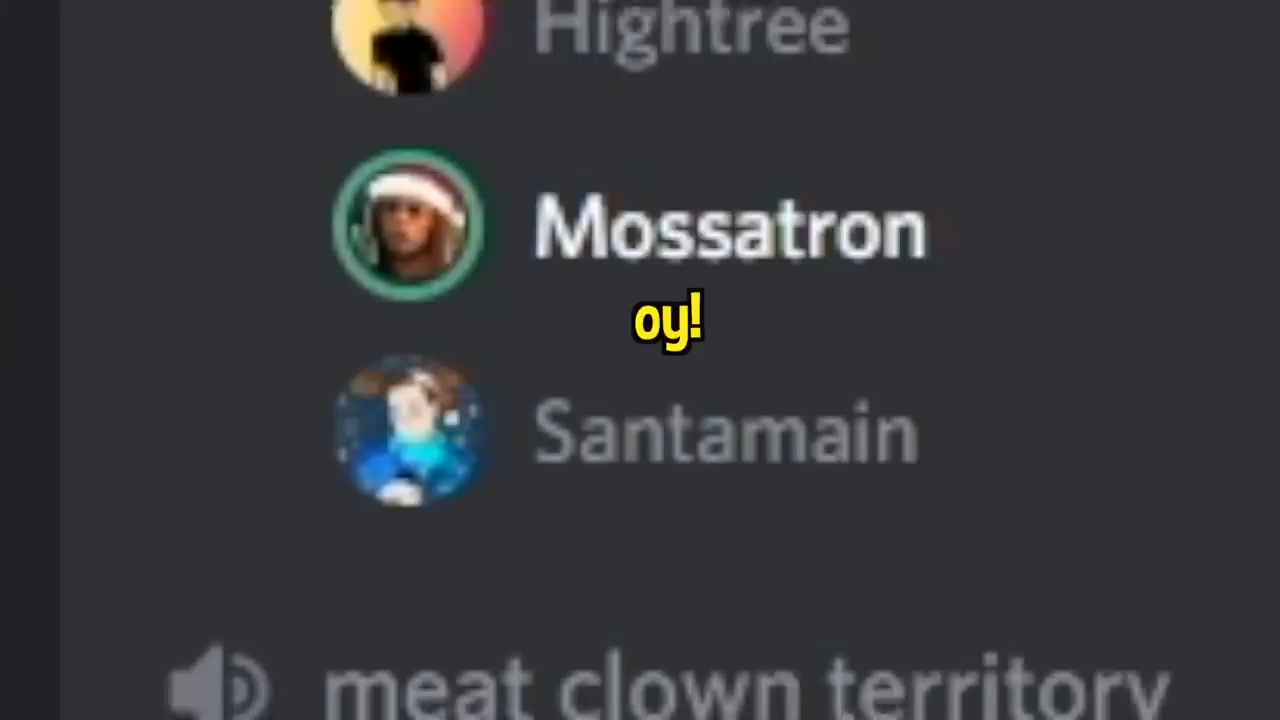 Hightree
Mossatron
oy!
Santamain
meat clown territory